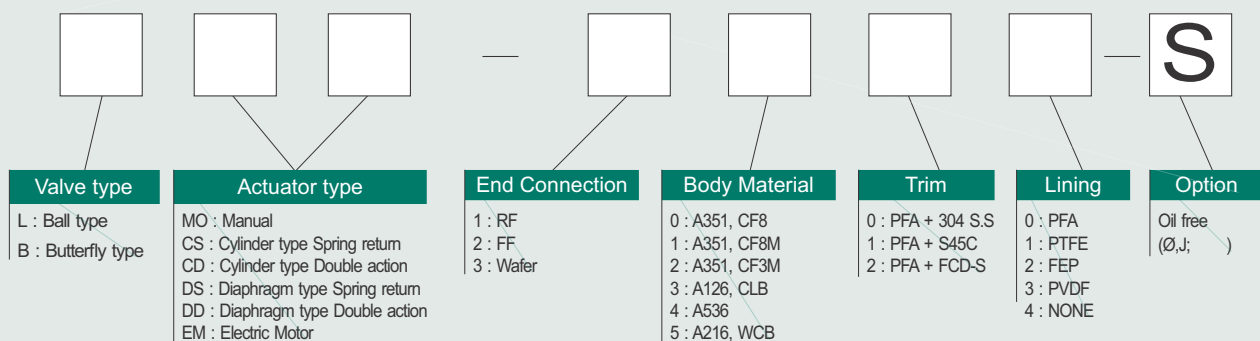 — — S
Valve type
L : Ball type
B : Butterfly type
Actuator type
MO : Manual
CS : Cylinder type Spring return
CD : Cylinder type Double action
DS : Diaphragm type Spring return
DD : Diaphragm type Double action
EM : Electric Motor
End Connection
1 : RF
2 : FF
3 : Wafer
Body Material
0 : A351, CF8
1 : A351, CF8M
2 : A351, CF3M
3 : A126, CLB
4 : A536
5 : A216, WCB
Trim
0 : PFA + 304 S.S
1 : PFA + S45C
2 : PFA + FCD-S
Lining
0 : PFA
1 : PTFE
2 : FEP
3 : PVDF
4 : NONE
Option
Oil free
(Ø,J; )